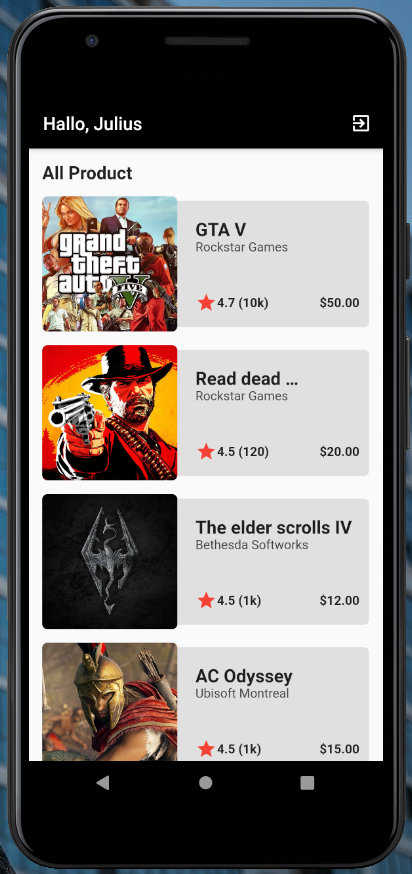 Hallo, Julius
All Product
grand
theft
auto V
FIVE
GTA V
Rockstar Games
4.7 (10k)
$50.00
Read dead ...
Rockstar Games
4.5 (120)
$20.00
The elder scrolls IV
Bethesda Softworks
4.5 (1k)
$12.00
AC Odyssey
Ubisoft Montreal
4.5 (1k)
$15.00